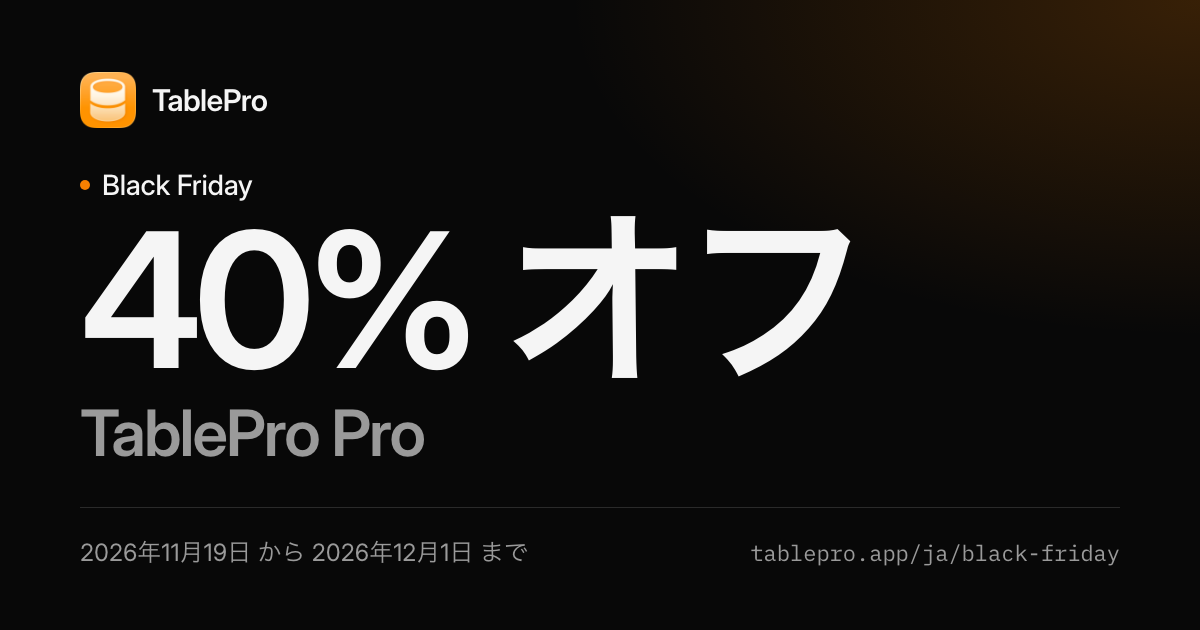 TablePro
Black Friday
40% オフ
TablePro Pro
2026年11月19日 から 2026年12月1日 まで
tablepro.app/ja/black-friday